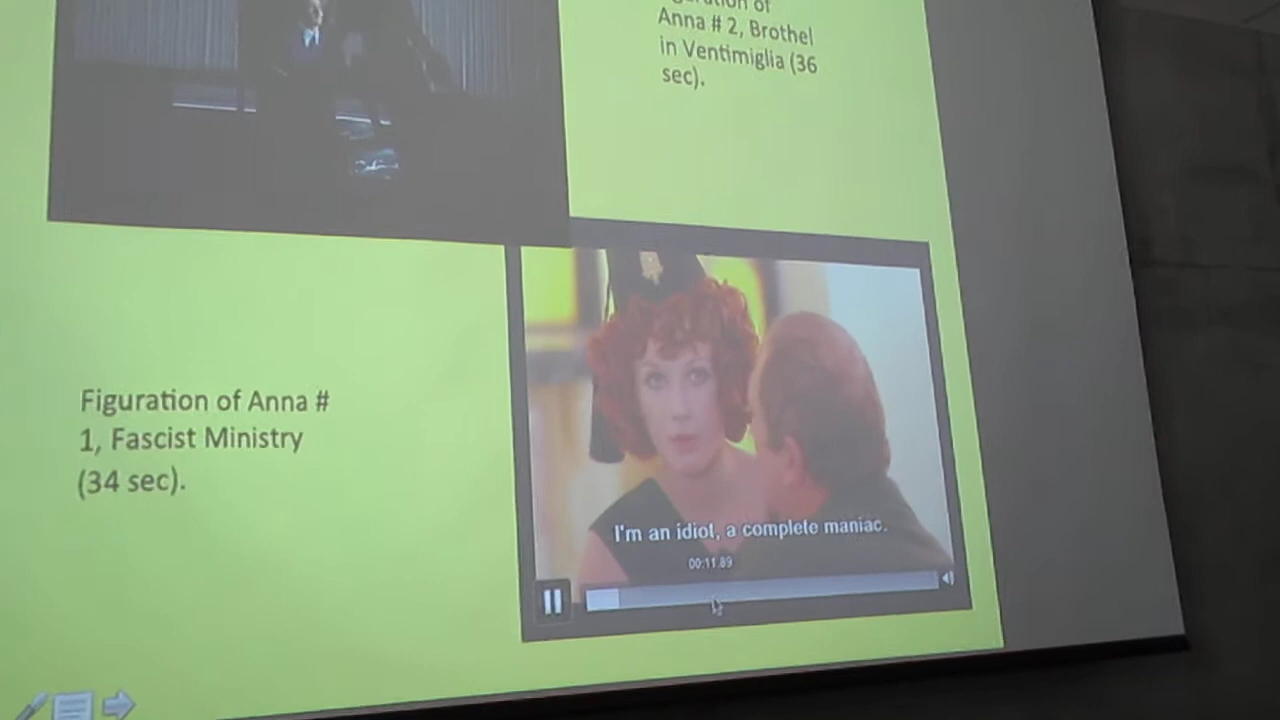 of
Anna # 2, Brothel
in Ventimiglia (36
sec).
Figuration of Anna #
1, Fascist Ministry
(34 sec).
I'm an idiot, a complete maniac.
00:11.89